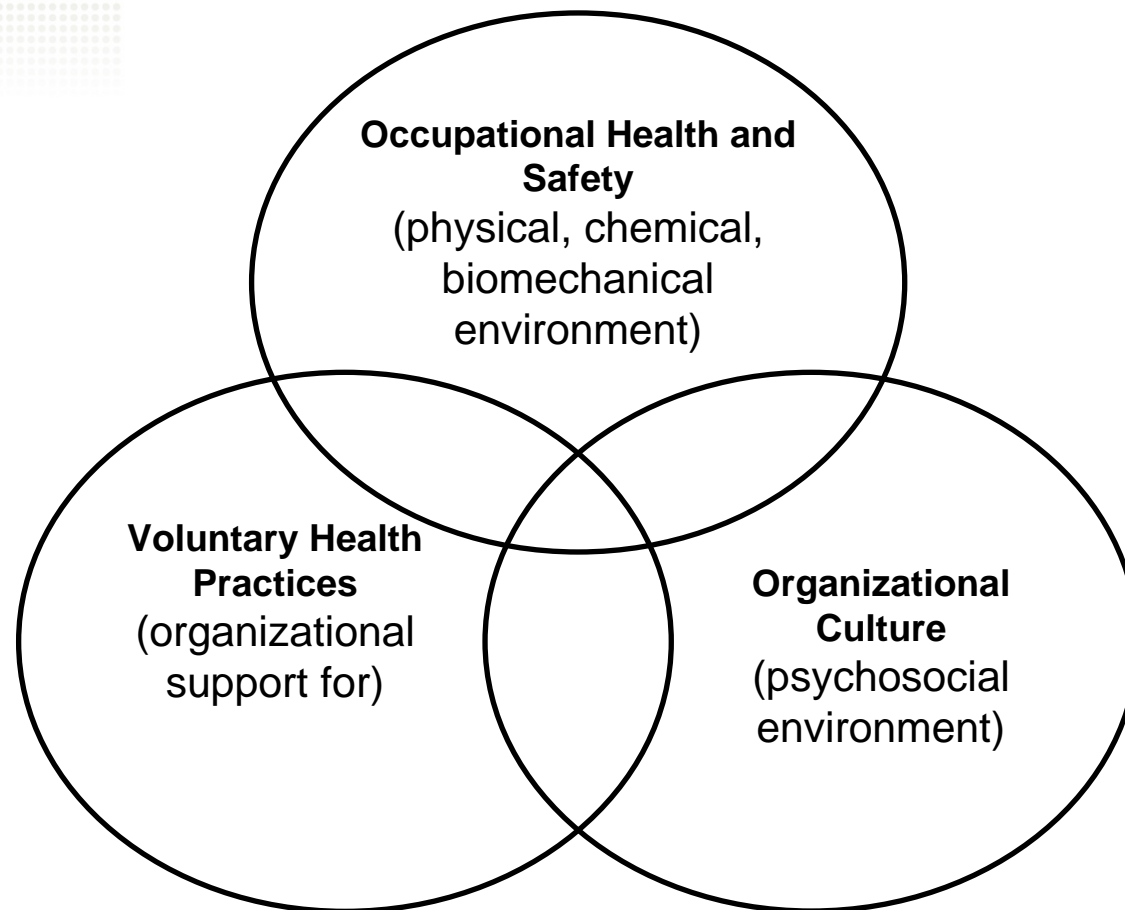 Occupational Health and
Safety
(physical, chemical,
biomechanical
environment)
Voluntary Health
Practices
(organizational
support for)
Organizational
Culture
(psychosocial
environment)